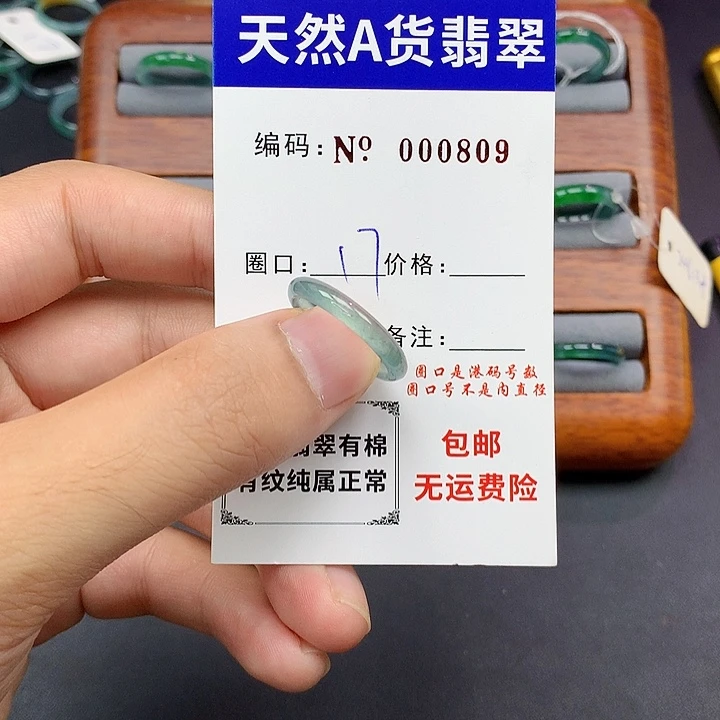 天然A货翡翠
编码: Nº 000809
圈口: 17 价格:
备注:
圈口是港码号数
圈口号不是内直径
翡翠有棉
有纹纯属正常
包邮
无运费险